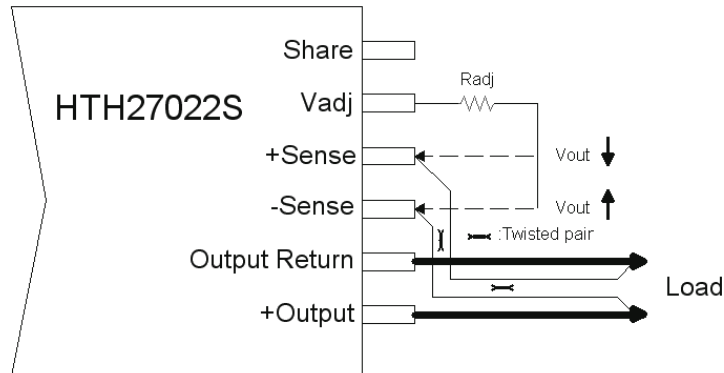 HTH27022S
Share
Vadj
Radj
+Sense
Vout
-Sense
Vout
:Twisted pair
Output Return
+Output
Load